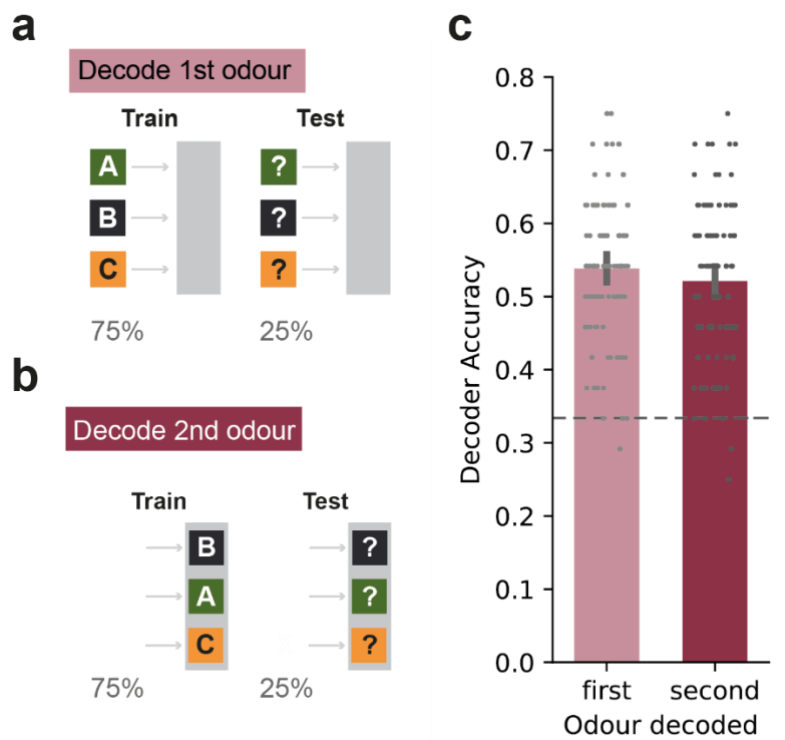 a
Decode 1st odour
Train Test
A ?
B ?
C ?
75% 25%
b
Decode 2nd odour
Train Test
B ?
A ?
C ?
75% 25%
c
Decoder Accuracy
0.8
0.7
0.6
0.5
0.4
0.3
0.2
0.1
0.0
first second
Odour decoded